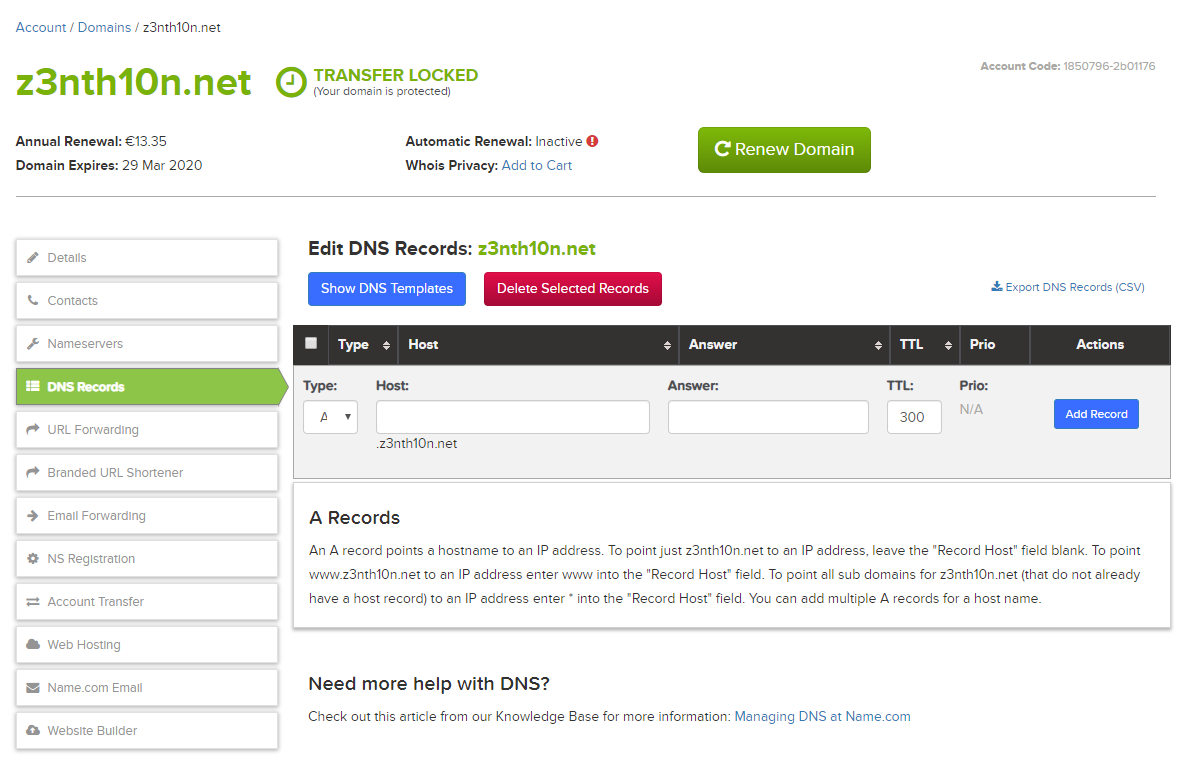 Account / Domains / z3nth10n.net
z3nth10n.net
TRANSFER LOCKED
(Your domain is protected)
Account Code: 1850796-2b01176
Annual Renewal: €13.35
Domain Expires: 29 Mar 2020
Automatic Renewal: Inactive
Whois Privacy: Add to Cart
Renew Domain
Details
Contacts
Nameservers
DNS Records
URL Forwarding
Branded URL Shortener
Email Forwarding
NS Registration
Account Transfer
Web Hosting
Name.com Email
Website Builder
Edit DNS Records: z3nth10n.net
Show DNS Templates
Delete Selected Records
Export DNS Records (CSV)
Type Host Answer TTL Prio Actions
Type: Host: Answer: TTL: Prio:
A 300 N/A Add Record
.z3nth10n.net
A Records
An A record points a hostname to an IP address. To point just z3nth10n.net to an IP address, leave the "Record Host" field blank. To point
www.z3nth10n.net to an IP address enter www into the "Record Host" field. To point all sub domains for z3nth10n.net (that do not already
have a host record) to an IP address enter * into the "Record Host" field. You can add multiple A records for a host name.
Need more help with DNS?
Check out this article from our Knowledge Base for more information: Managing DNS at Name.com